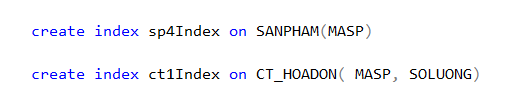 create index sp4Index on SANPHAM(MASP)
create index ct1Index on CT_HOADON( MASP, SOLUONG)